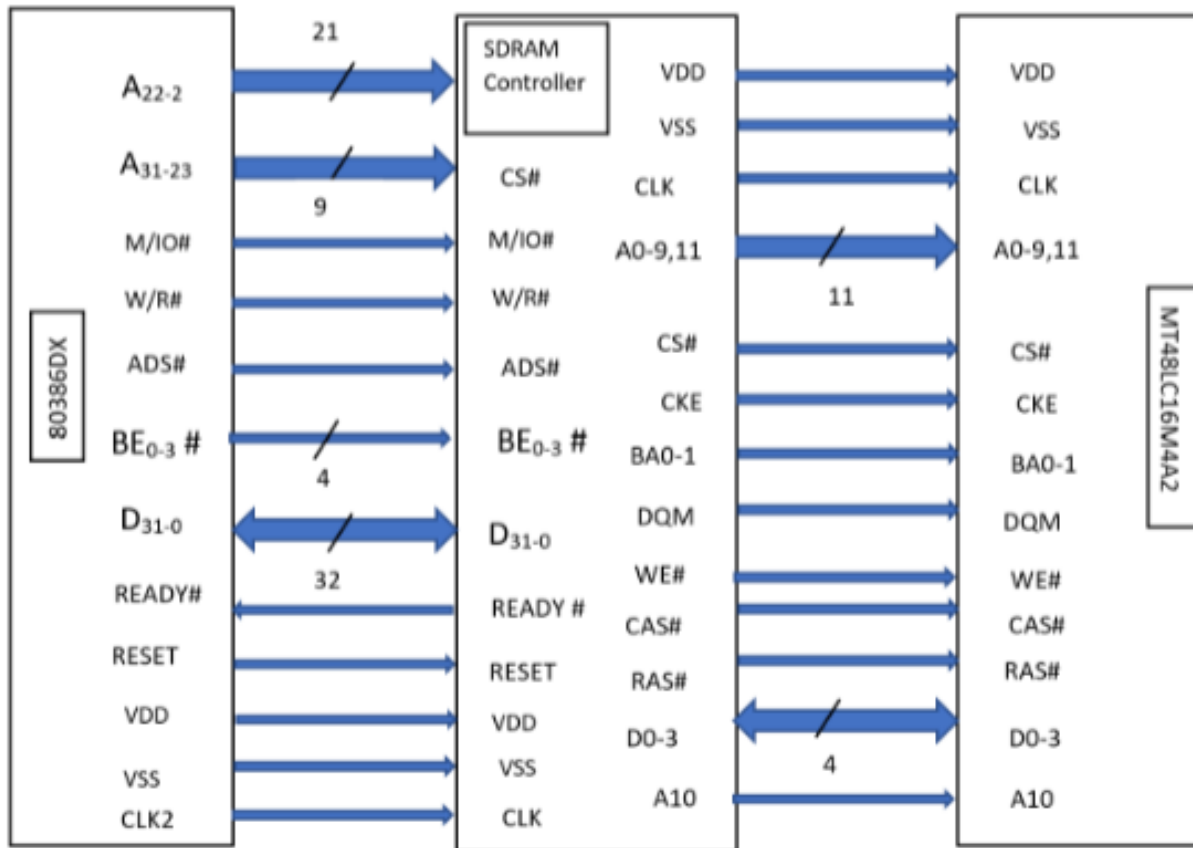 80386DX
A22-2
A31-23
M/IO#
W/R#
ADS#
BE0-3 #
D31-0
READY#
RESET
VDD
VSS
CLK2
21
9
4
32
SDRAM
Controller
CS#
M/IO#
W/R#
ADS#
BE0-3 #
D31-0
READY #
RESET
VDD
VSS
CLK
VDD
VSS
CLK
A0-9,11
CS#
CKE
BA0-1
DQM
WE#
CAS#
RAS#
D0-3
A10
11
4
VDD
VSS
CLK
A0-9,11
CS#
CKE
BA0-1
DQM
WE#
CAS#
RAS#
D0-3
A10
MT48LC16M4A2